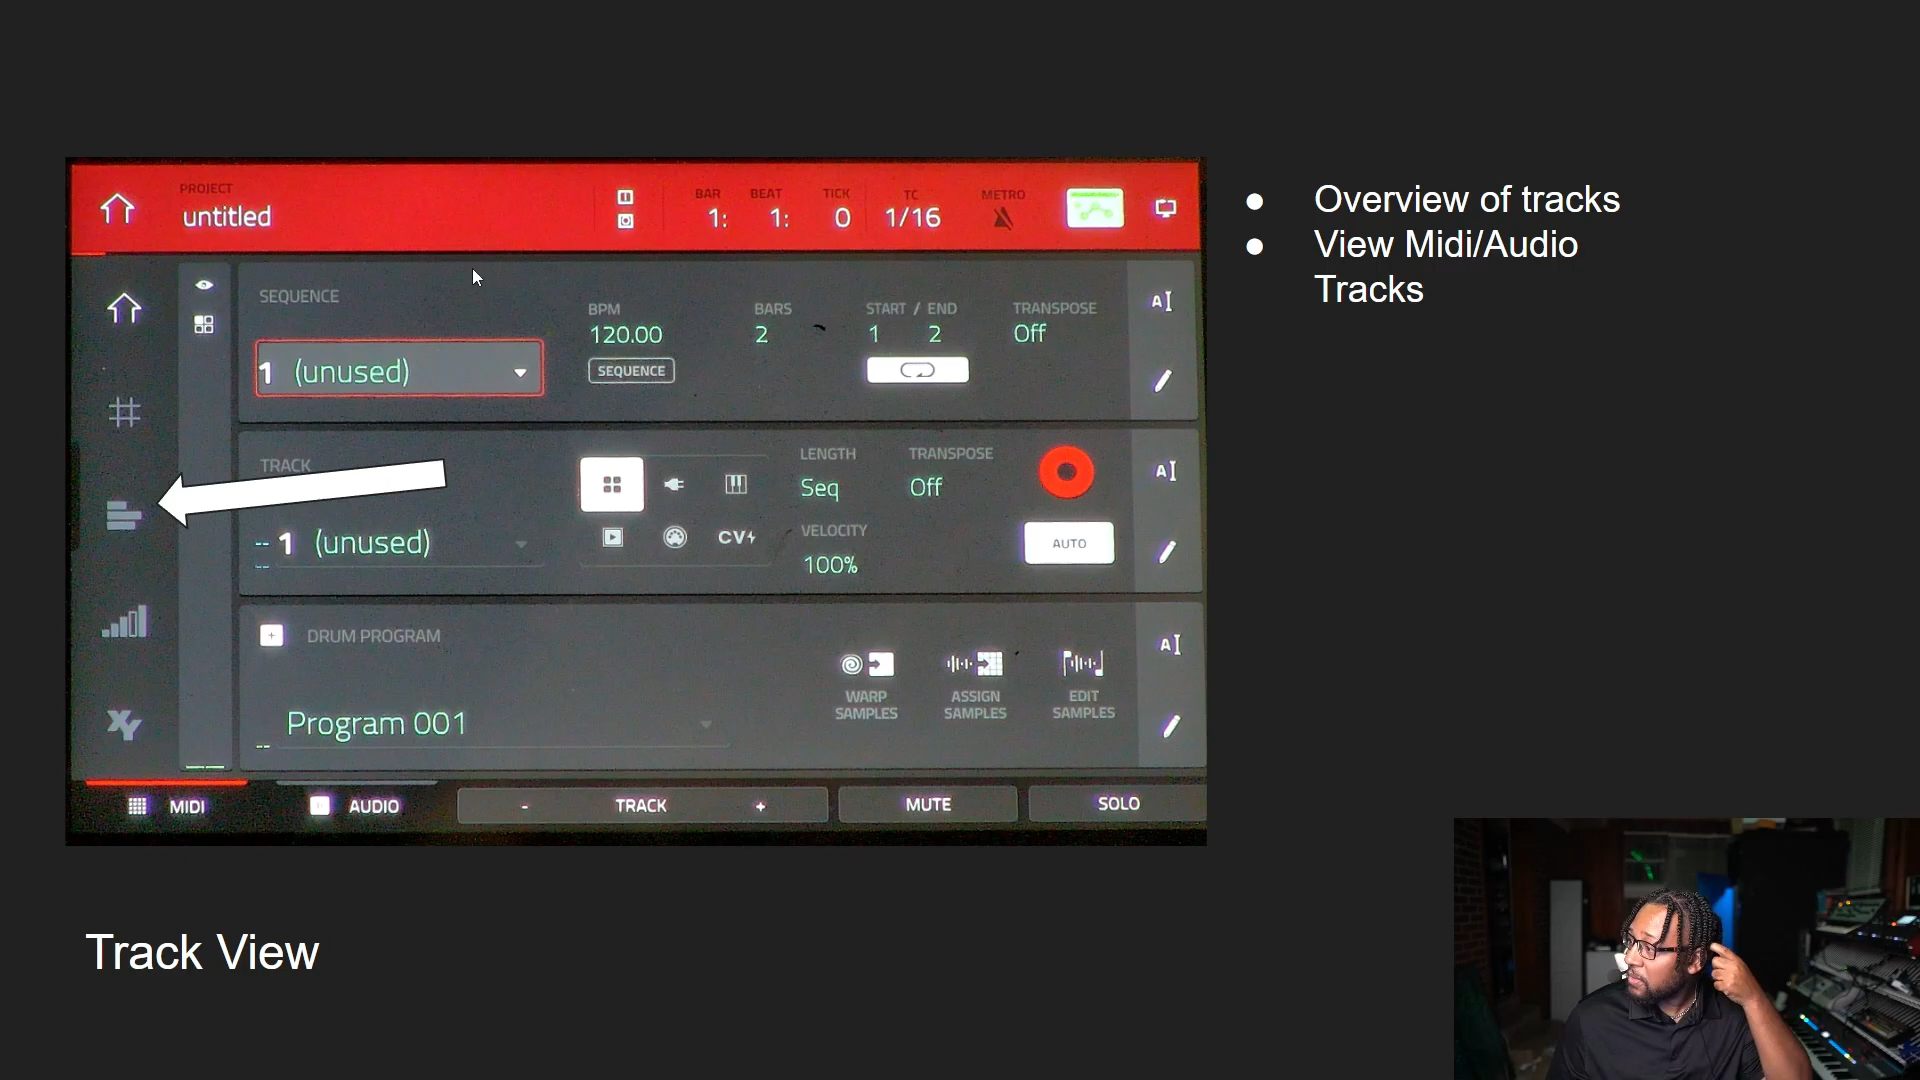 PROJECT
untitled
BAR
1:
BEAT
1:
TICK
0
TC
1/16
METRO
● Overview of tracks
● View Midi/Audio
Tracks
SEQUENCE
1 (unused)
BPM
120.00
SEQUENCE
BARS
2
START / END
1 2
TRANSPOSE
Off
A
TRACK
-- 1 (unused)
--
CV
LENGTH
Seq
TRANSPOSE
Off
VELOCITY
100%
AUTO
A
DRUM PROGRAM
-- Program 001
WARP
SAMPLES
ASSIGN
SAMPLES
EDIT
SAMPLES
A
XY
MIDI
AUDIO
- TRACK +
MUTE
SOLO
Track View